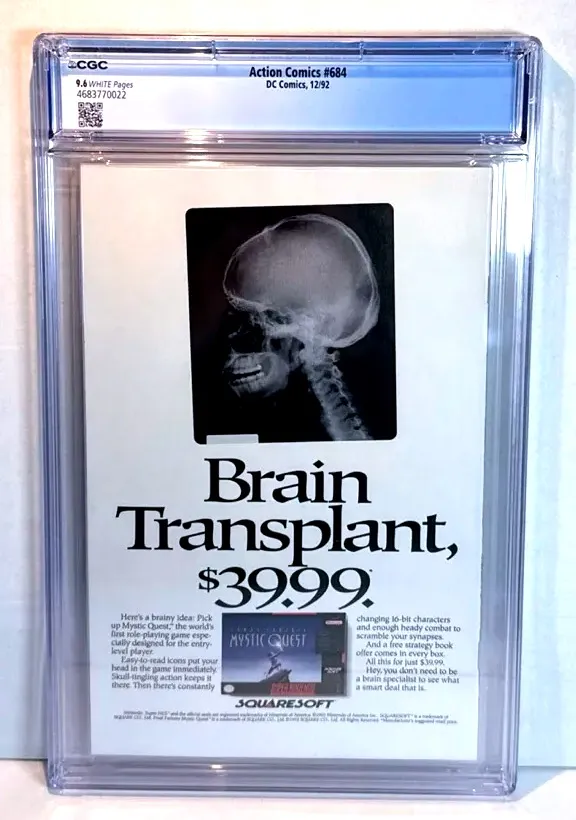 CGC
Action Comics #684
9.6 WHITE Pages
DC Comics, 12/92
4683770022
Brain
Transplant,
$39.99.*
Here's a brainy idea: Pick
up Mystic Quest,™ the world's
first role-playing game espe-
cially designed for the entry-
level player.
Easy-to-read icons put your
head in the game immediately.
Skull-tingling action keeps it
there. Then there's constantly
MYSTIC QUEST
SQUARESOFT
changing 16-bit characters
and enough heady combat to
scramble your synapses.
And a free strategy book
offer comes in every box.
All this for just $39.99.
Hey, you don't need to be
a brain specialist to see what
a smart deal that is.